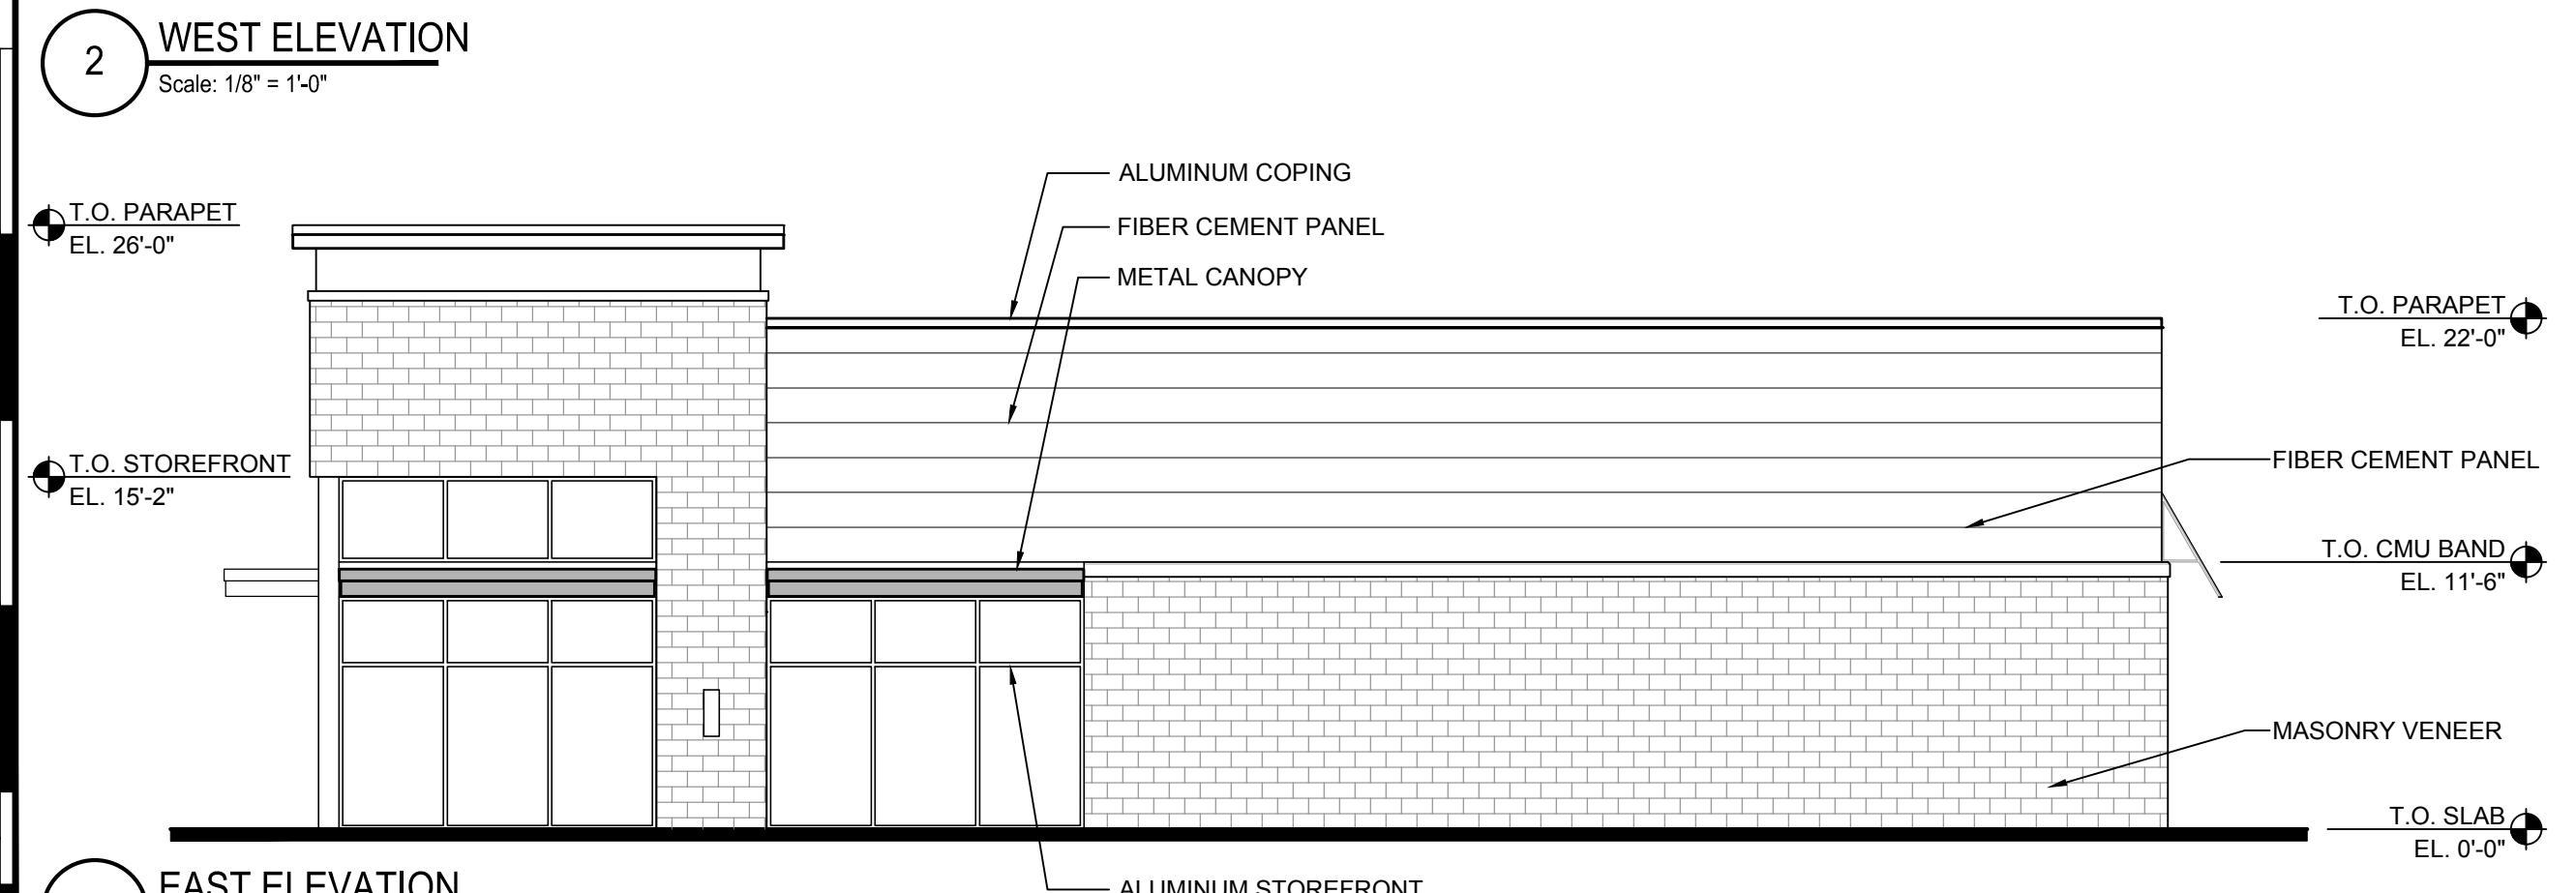 2
WEST ELEVATION
Scale: 1/8" = 1'-0"
ALUMINUM COPING
T.O. PARAPET
EL. 26'-0"
FIBER CEMENT PANEL
METAL CANOPY
T.O. PARAPET
EL. 22'-0"
T.O. STOREFRONT
EL. 15'-2"
FIBER CEMENT PANEL
T.O. CMU BAND
EL. 11'-6"
MASONRY VENEER
T.O. SLAB
EL. 0'-0"
EAST ELEVATION
ALUMINUM STOREFRONT